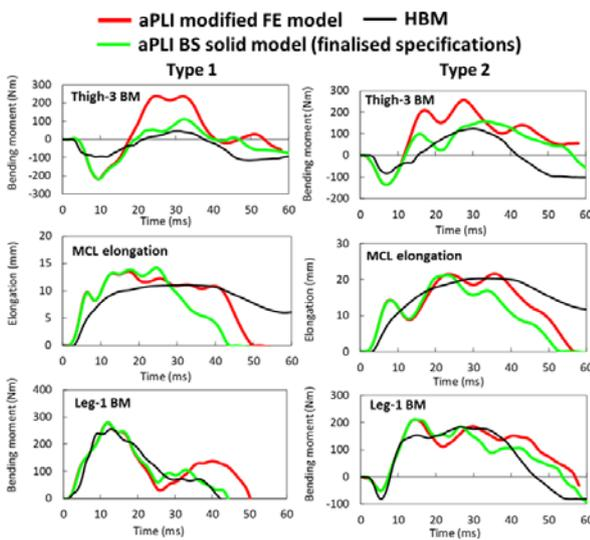 aPLI modified FE model HBM
aPLI BS solid model (finalised specifications)
Type 1 Type 2
Thigh-3 BM
Bending moment (Nm)
300
200
100
0
-100
-200
-300
0 10 20 30 40 50 60
Time (ms)
Thigh-3 BM
Bending moment (Nm)
300
200
100
0
-100
-200
0 10 20 30 40 50 60
Time (ms)
MCL elongation
Elongation (mm)
20
15
10
5
0
0 10 20 30 40 50 60
Time (ms)
MCL elongation
Elongation (mm)
30
20
10
0
0 10 20 30 40 50 60
Time (ms)
Leg-1 BM
Bending moment (Nm)
400
300
200
100
0
0 10 20 30 40 50 60
Time (ms)
Leg-1 BM
Bending moment (Nm)
300
200
100
0
-100
0 10 20 30 40 50 60
Time (ms)